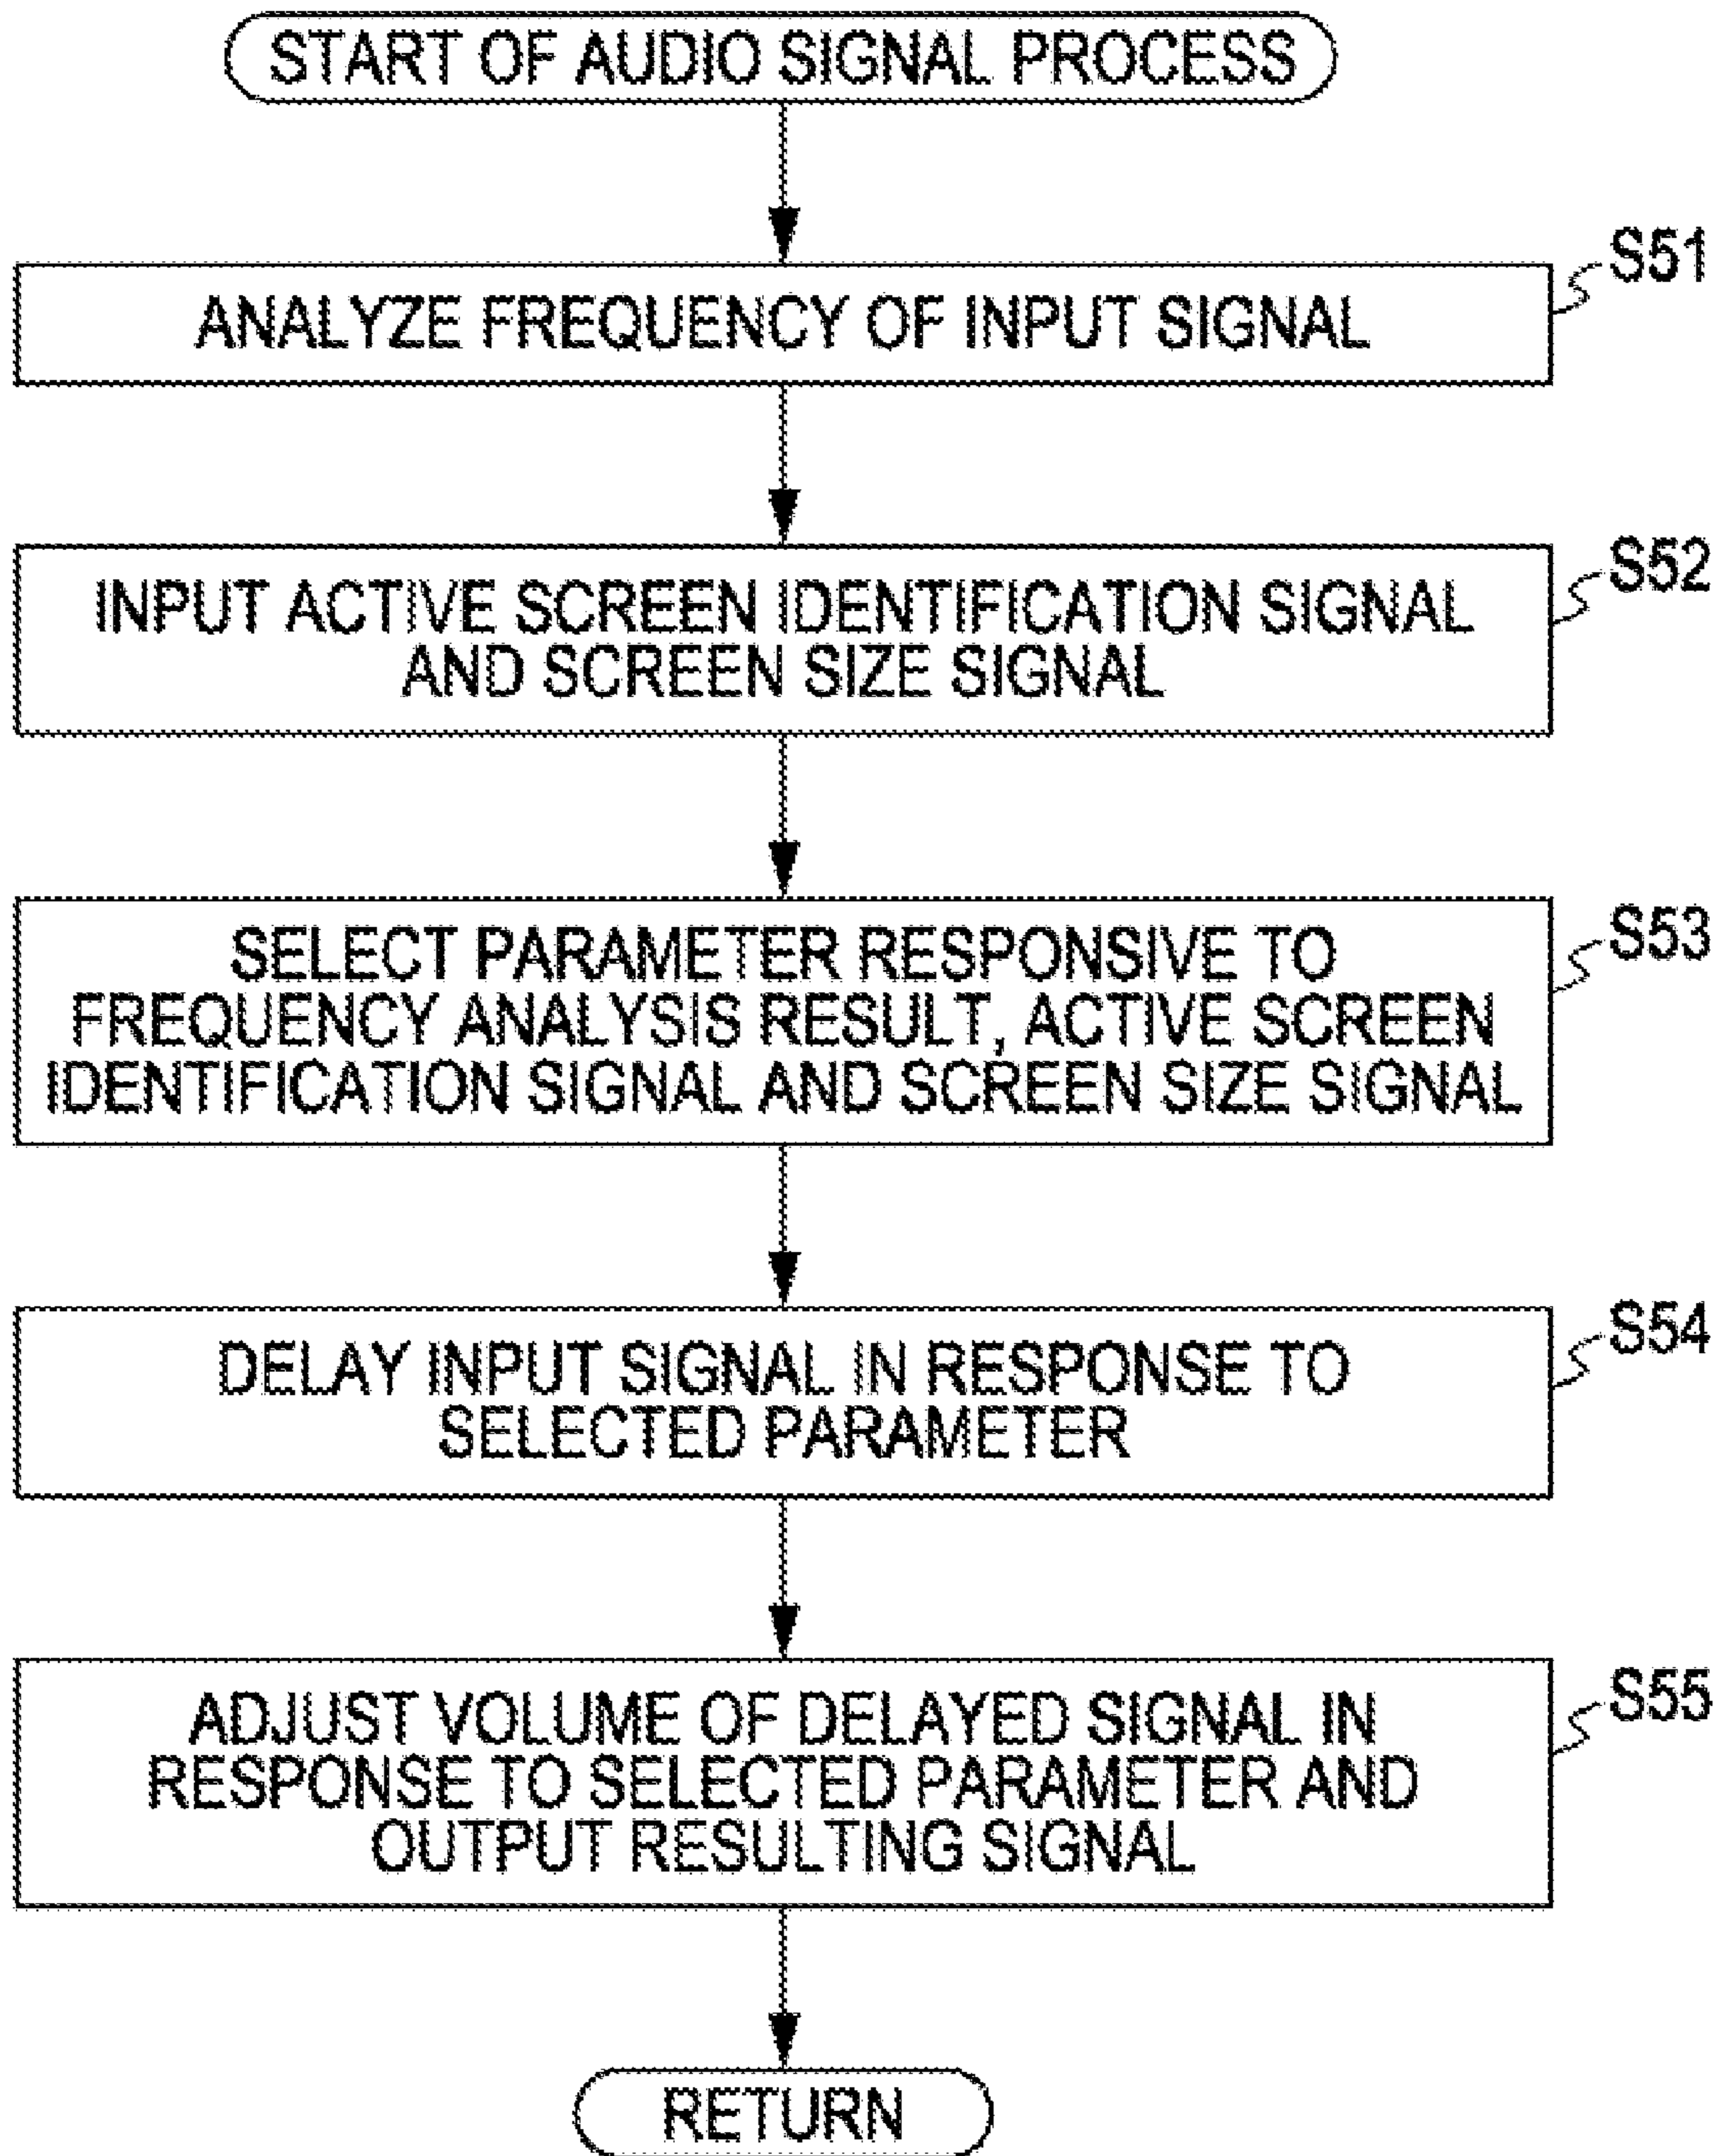 START OF AUDIO SIGNAL PROCESS
S51
ANALYZE FREQUENCY OF INPUT SIGNAL
S52
INPUT ACTIVE SCREEN IDENTIFICATION SIGNAL
AND SCREEN SIZE SIGNAL
S53
SELECT PARAMETER RESPONSIVE TO
FREQUENCY ANALYSIS RESULT, ACTIVE SCREEN
IDENTIFICATION SIGNAL AND SCREEN SIZE SIGNAL
S54
DELAY INPUT SIGNAL IN RESPONSE TO
SELECTED PARAMETER
S55
ADJUST VOLUME OF DELAYED SIGNAL IN
RESPONSE TO SELECTED PARAMETER AND
OUTPUT RESULTING SIGNAL
RETURN